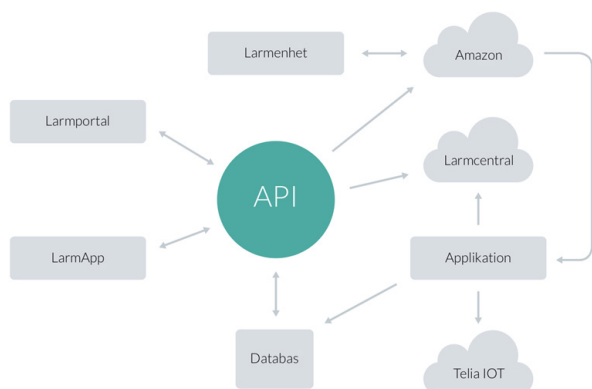 Larmenhet
Amazon
Larmportal
Larmcentral
API
LarmApp
Applikation
Databas
Telia IOT